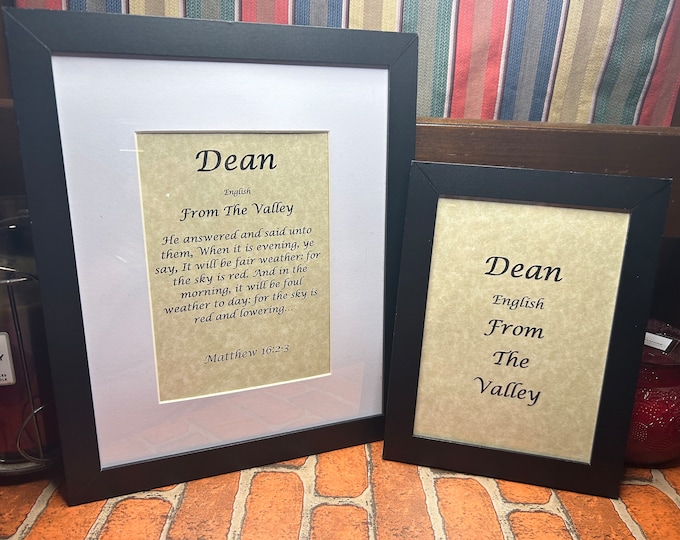 Dean
English
From The Valley
He answered and said unto
them, When it is evening, ye
say, It will be fair weather: for
the sky is red. And in the
morning, it will be foul
weather to day: for the sky is
red and lowering...
Matthew 16:2-3
Dean
English
From
The
Valley